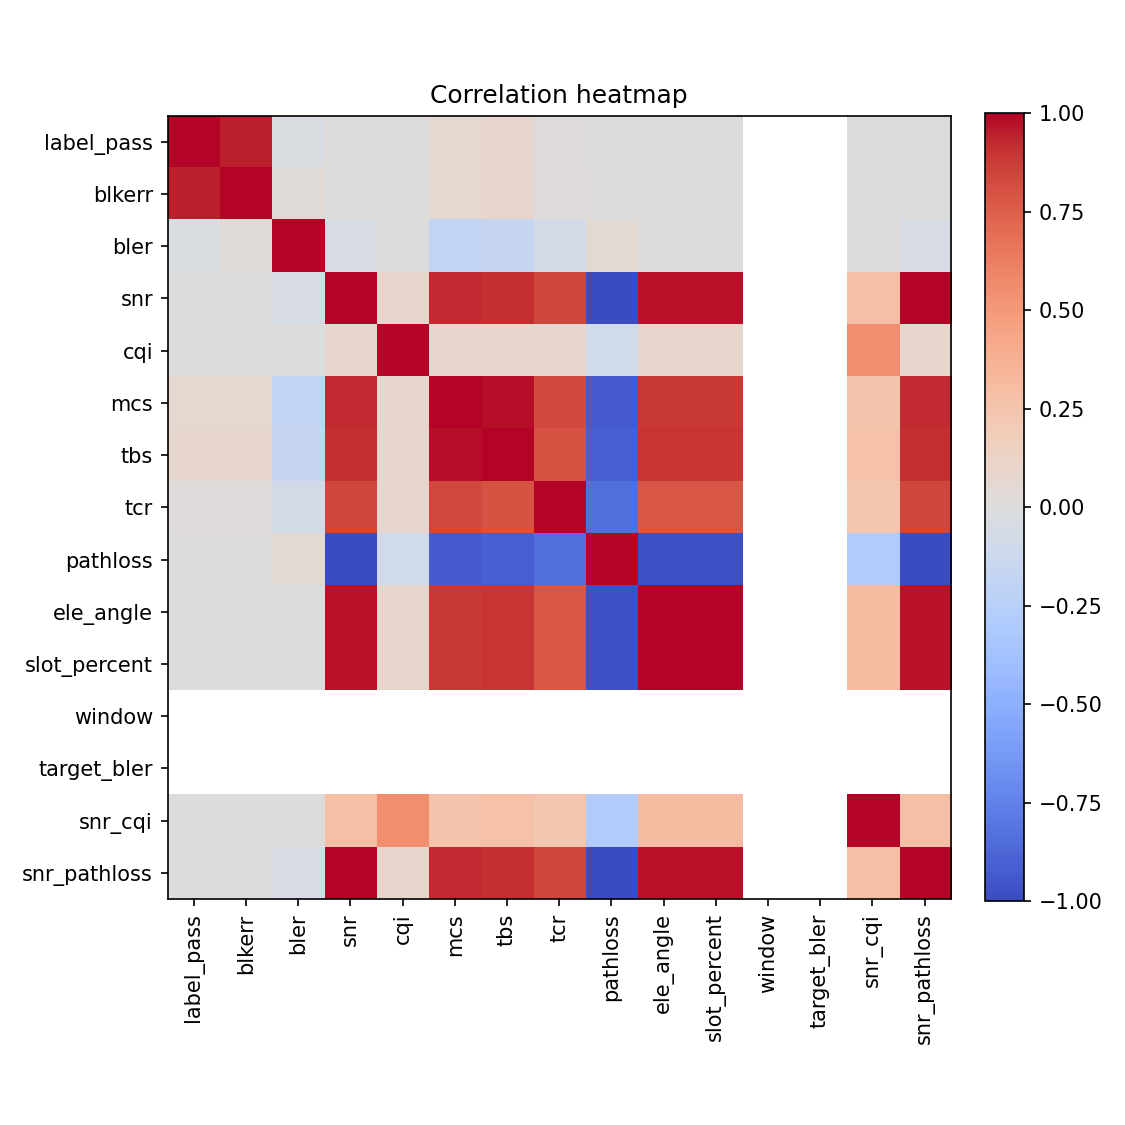 Correlation heatmap
label_pass
blkerr
bler
snr
cqi
mcs
tbs
tcr
pathloss
ele_angle
slot_percent
window
target_bler
snr_cqi
snr_pathloss
label_pass
blkerr
bler
snr
cqi
mcs
tbs
tcr
pathloss
ele_angle
slot_percent
window
target_bler
snr_cqi
snr_pathloss
1.00
0.75
0.50
0.25
0.00
−0.25
−0.50
−0.75
−1.00